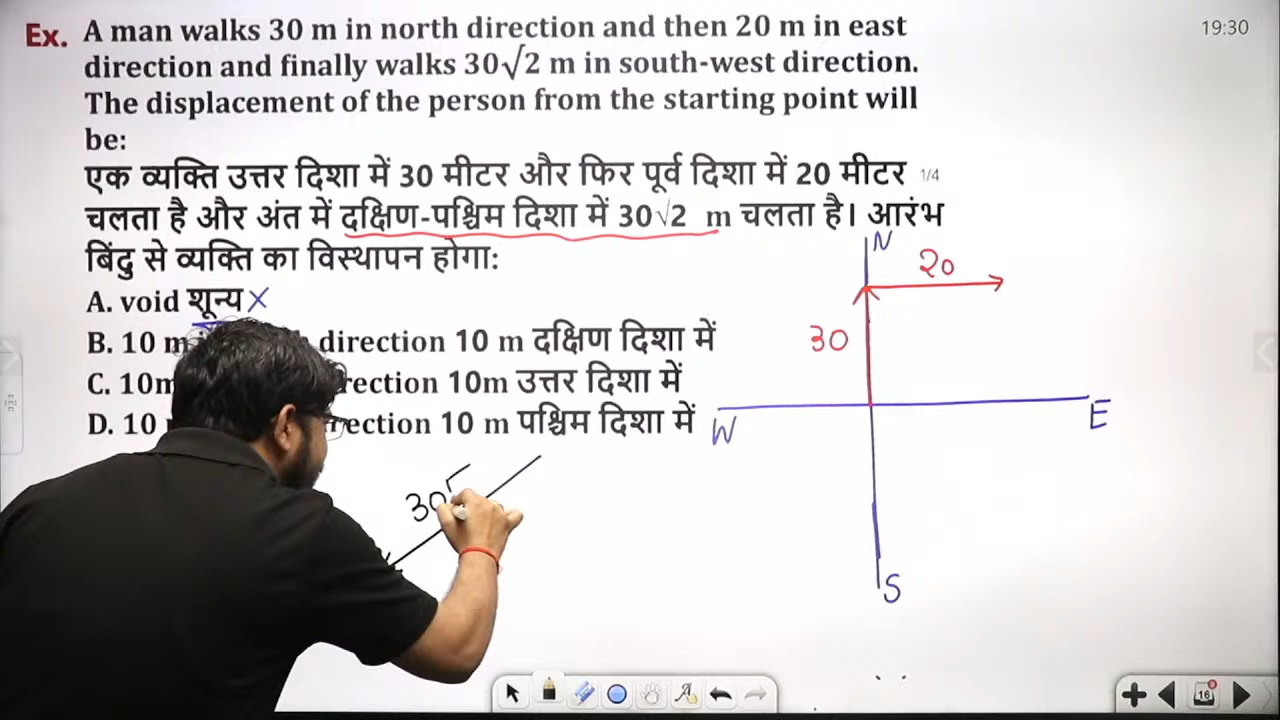 Ex. A man walks 30 m in north direction and then 20 m in east
direction and finally walks 30√2 m in south-west direction.
The displacement of the person from the starting point will
be:
एक व्यक्ति उत्तर दिशा में 30 मीटर और फिर पूर्व दिशा में 20 मीटर 1/4
चलता है और अंत में दक्षिण-पश्चिम दिशा में 30√2 m चलता है। आरंभ
बिंदु से व्यक्ति का विस्थापन होगा:
A. void शून्य X
B. 10 m direction 10 m दक्षिण दिशा में
C. 10m rection 10m उत्तर दिशा में
D. 10 rection 10 m पश्चिम दिशा में
19:30
N
20
30
W
E
S
30√
16